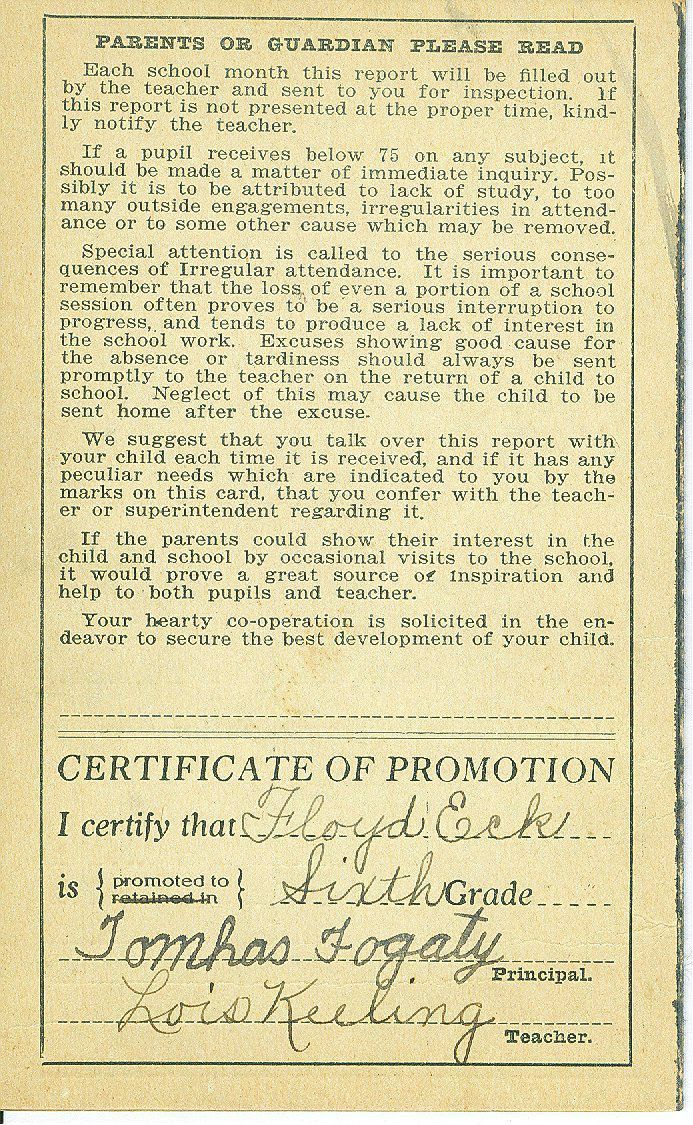 PARENTS OR GUARDIAN PLEASE READ
Each school month this report will be filled out
by the teacher and sent to you for inspection. If
this report is not presented at the proper time, kind-
ly notify the teacher.
If a pupil receives below 75 on any subject, it
should be made a matter of immediate inquiry. Pos-
sibly it is to be attributed to lack of study, to too
many outside engagements, irregularities in attend-
ance or to some other cause which may be removed.
Special attention is called to the serious conse-
quences of Irregular attendance. It is important to
remember that the loss of even a portion of a school
session often proves to be a serious interruption to
progress, and tends to produce a lack of interest in
the school work. Excuses showing good cause for
the absence or tardiness should always be sent
promptly to the teacher on the return of a child to
school. Neglect of this may cause the child to be
sent home after the excuse.
We suggest that you talk over this report with
your child each time it is received, and if it has any
peculiar needs which are indicated to you by the
marks on this card, that you confer with the teach-
er or superintendent regarding it.
If the parents could show their interest in the
child and school by occasional visits to the school,
it would prove a great source of inspiration and
help to both pupils and teacher.
Your hearty co-operation is solicited in the en-
deavor to secure the best development of your child.
CERTIFICATE OF PROMOTION
I certify that Floyd Eck
is { promoted to
retained in } Sixth Grade
Tomhas Fogaty
Principal.
Lois Keeling
Teacher.